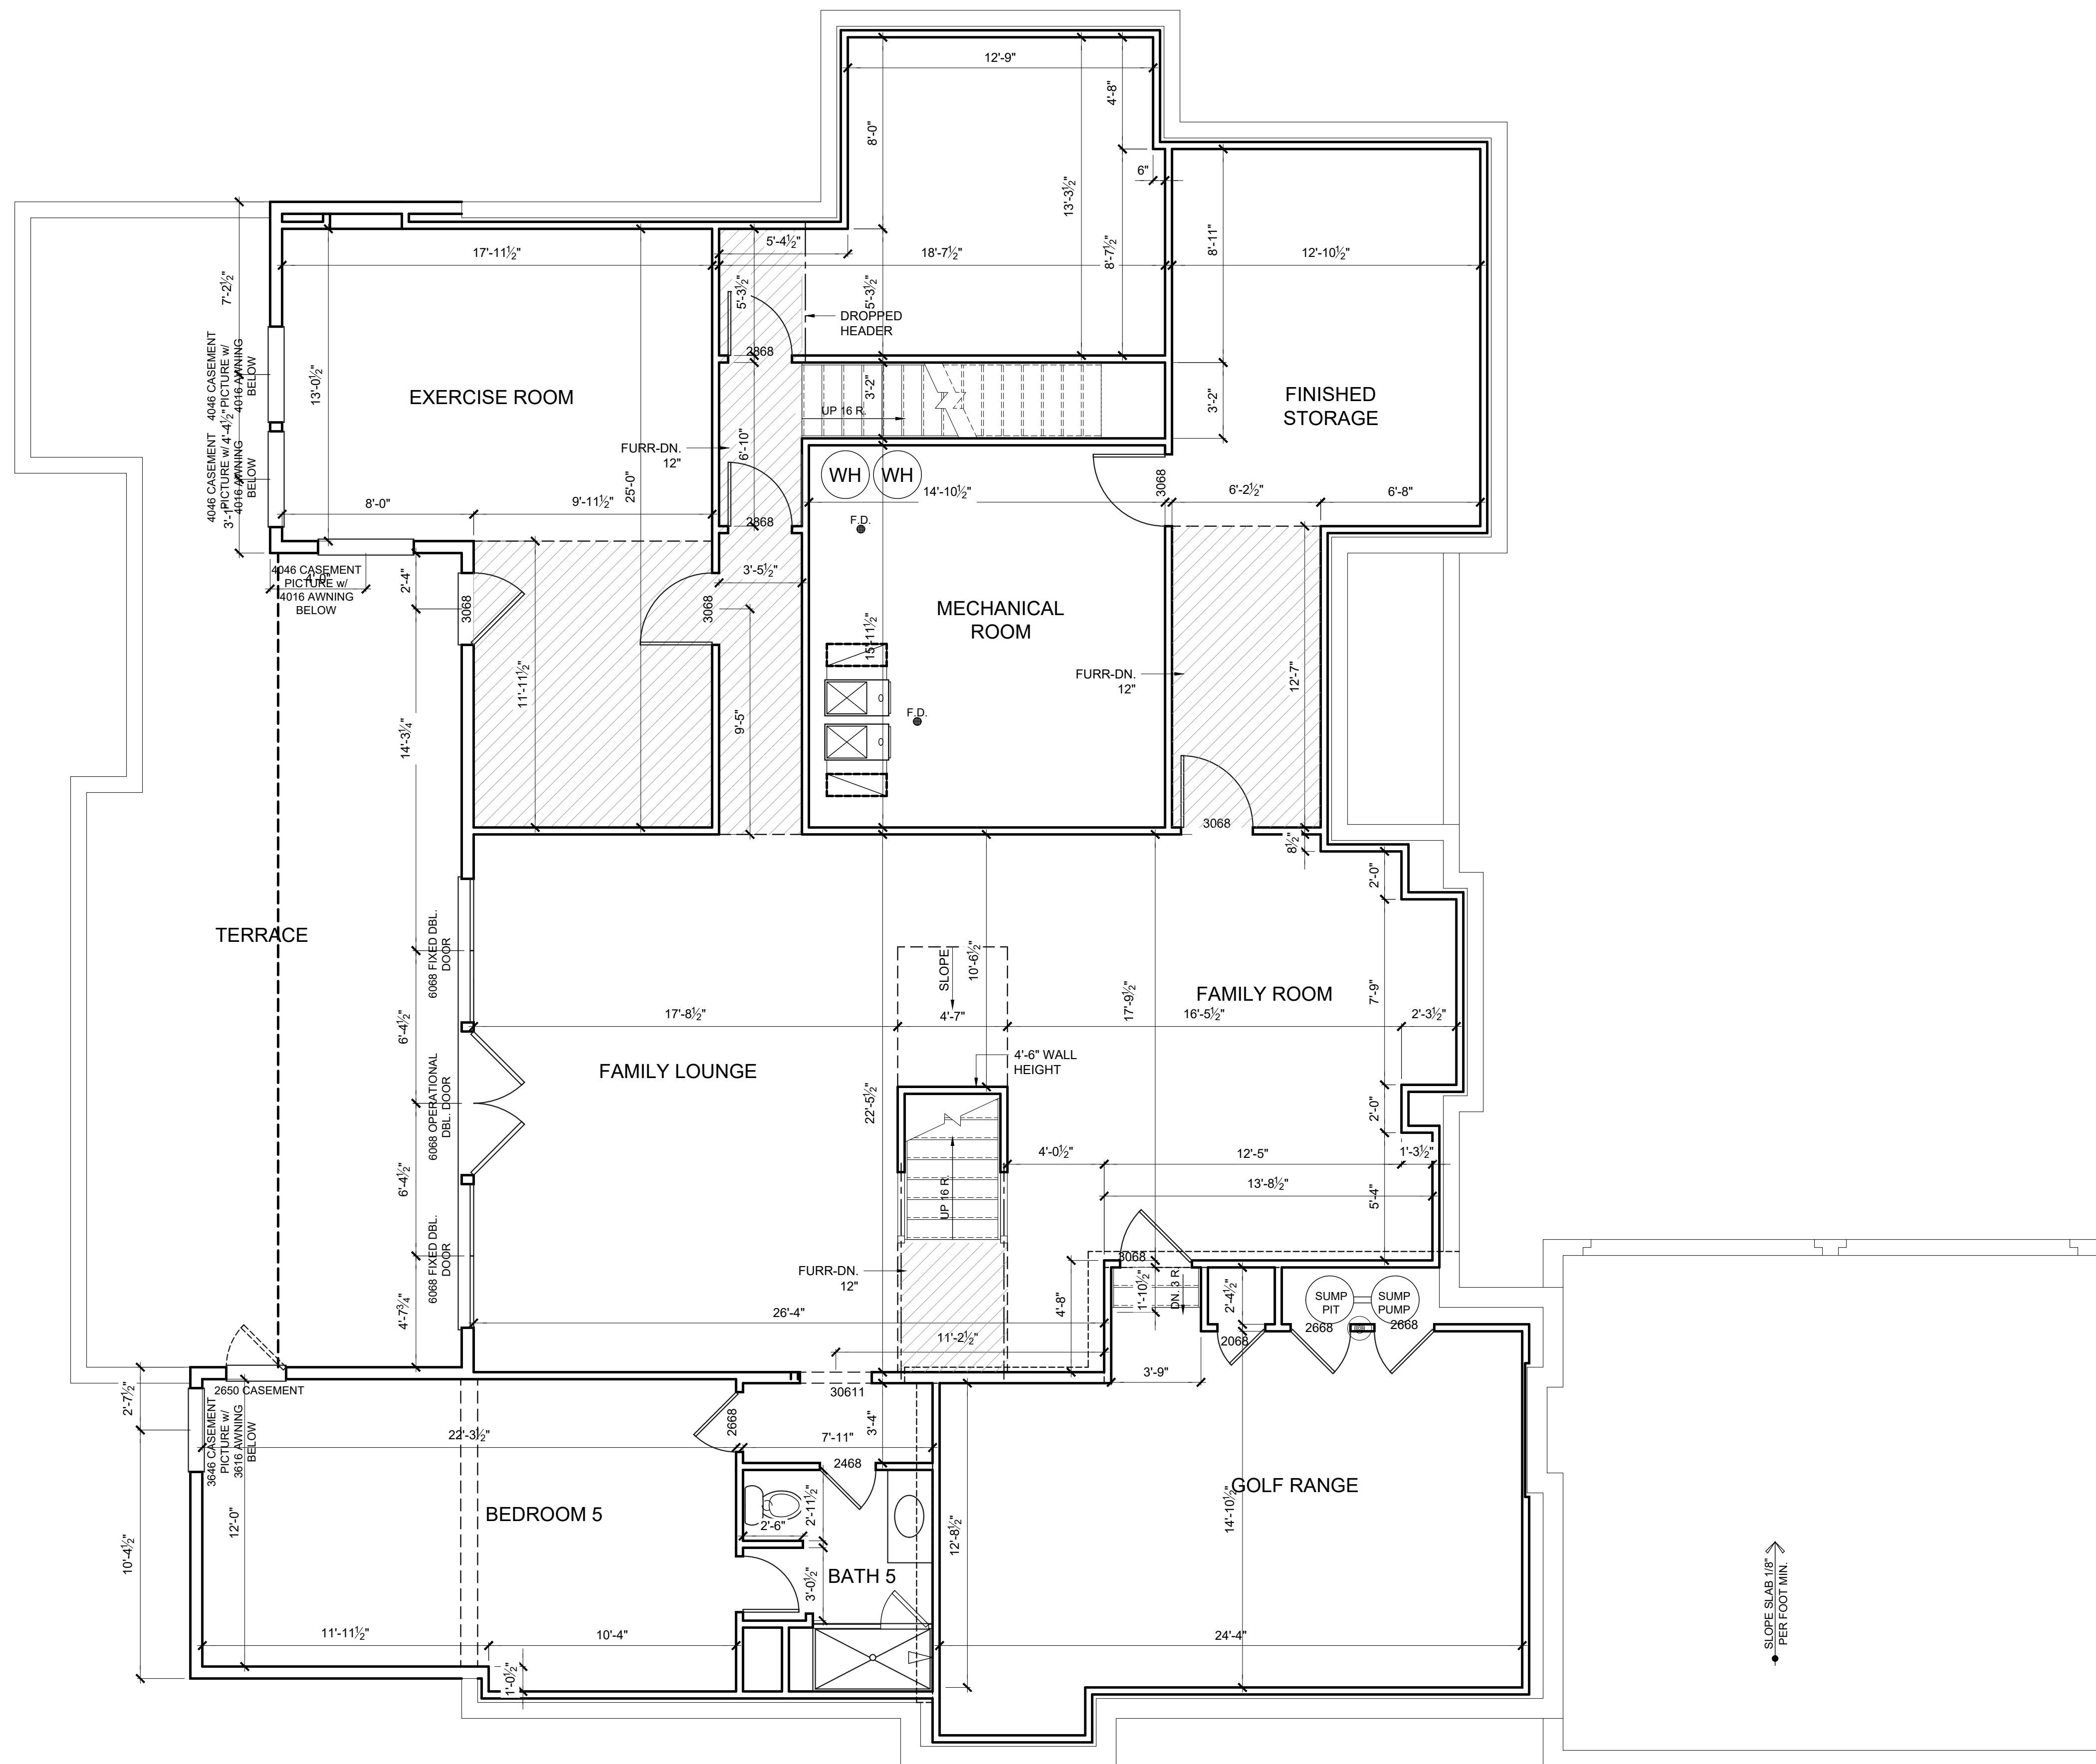 12'-9"
4'-8"
8'-0"
6"
13'-3½"
8'-7½"
8'-11"
7'-2½"
17'-11½"
5'-4½"
18'-7½"
12'-10½"
5'-3½"
5'-3½"
DROPPED
HEADER
2868
4046 CASEMENT
PICTURE w/
4016 AWNING
BELOW
13'-0½"
EXERCISE ROOM
3'-2"
UP 16 R.
3'-2"
FINISHED
STORAGE
4'-4½"
4046 CASEMENT
PICTURE w/
4016 AWNING
BELOW
FURR-DN.
12"
6'-10"
25'-0"
WH
WH
14'-10½"
3068
6'-2½"
6'-8"
8'-0"
9'-11½"
2868
F.D.
4046 CASEMENT
PICTURE w/
4016 AWNING
BELOW
4'-0"
2'-4"
3068
3068
3'-5½"
MECHANICAL
ROOM
15'-11½"
FURR-DN.
12"
12'-7"
11'-11½"
14'-3¼"
9'-5"
F.D.
3068
8½"
2'-0"
TERRACE
6068 FIXED DBL.
DOOR
SLOPE
10'-6½"
17'-9½"
FAMILY ROOM
7'-9"
17'-8½"
4'-7"
16'-5½"
2'-3½"
6'-4½"
FAMILY LOUNGE
4'-6" WALL
HEIGHT
6068 OPERATIONAL
DBL. DOOR
22'-5½"
2'-0"
4'-0½"
12'-5"
1'-3½"
13'-8½"
5'-4"
6'-4½"
UP 16 R.
6068 FIXED DBL.
DOOR
3068
FURR-DN.
12"
4'-8"
1'-10½"
DN. 3 R.
2'-4½"
SUMP
PIT
SUMP
PUMP
4'-7¾"
26'-4"
11'-2½"
2068
2668
2668
3'-9"
2650 CASEMENT
30611
2'-7½"
3646 CASEMENT
PICTURE w/
3616 AWNING
BELOW
22'-3½"
2668
7'-11"
3'-4"
2468
GOLF RANGE
14'-10½"
BEDROOM 5
12'-0"
2'-6"
2'-11½"
12'-8½"
10'-4½"
BATH 5
3'-0½"
11'-11½"
10'-4"
24'-4"
1'-0½"
SLOPE SLAB 1/8"
PER FOOT MIN.